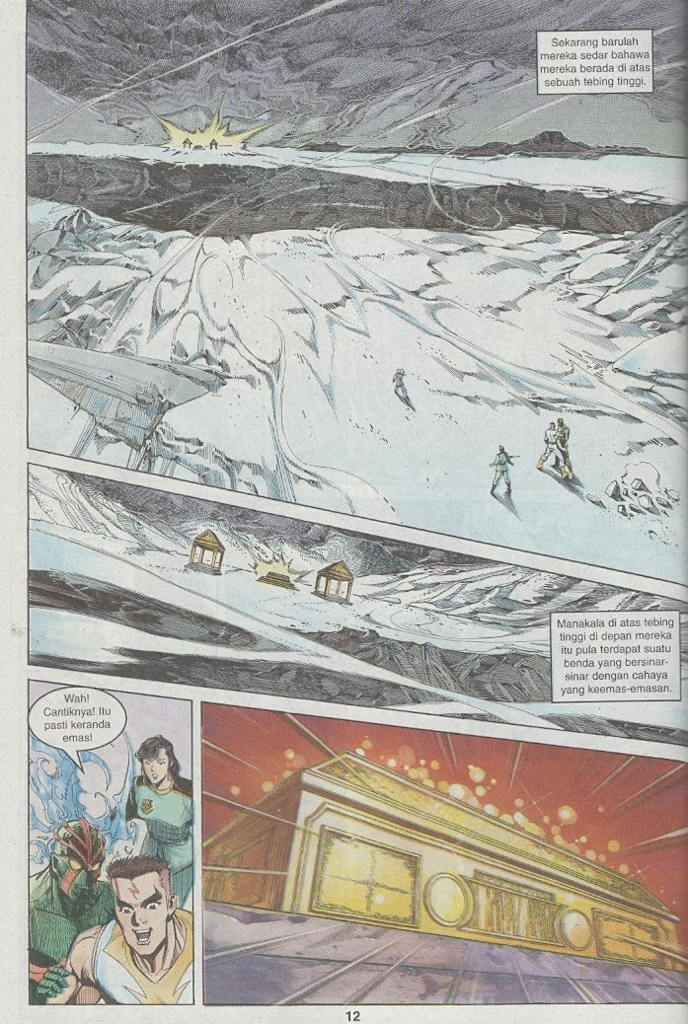 Sekarang barulah
mereka sedar bahawa
mereka berada di atas
sebuah tebing tinggi.
Manakala di atas tebing
tinggi di depan mereka
itu pula terdapat suatu
benda yang bersinar-
sinar dengan cahaya
yang keemas-emasan.
Wah!
Cantiknya! Itu
pasti keranda
emas!
12